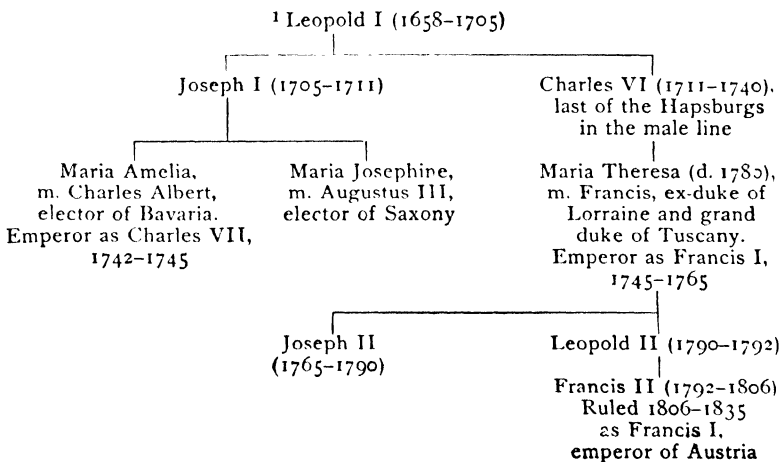 ¹ Leopold I (1658–1705)
Joseph I (1705–1711)
Charles VI (1711–1740),
last of the Hapsburgs
in the male line
Maria Amelia,
m. Charles Albert,
elector of Bavaria.
Emperor as Charles VII,
1742–1745
Maria Josephine,
m. Augustus III,
elector of Saxony
Maria Theresa (d. 1780),
m. Francis, ex-duke of
Lorraine and grand
duke of Tuscany.
Emperor as Francis I,
1745–1765
Joseph II
(1765–1790)
Leopold II (1790–1792)
Francis II (1792–1806)
Ruled 1806–1835
as Francis I,
emperor of Austria